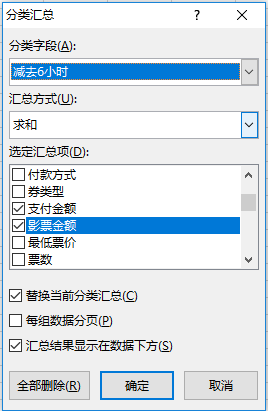 分类汇总 ?
分类字段(A):
减去6小时
汇总方式(U):
求和
选定汇总项(D):
付款方式
券类型
支付金额
影票金额
最低票价
票数
替换当前分类汇总(C)
每组数据分页(P)
汇总结果显示在数据下方(S)
全部删除(R) 确定 取消